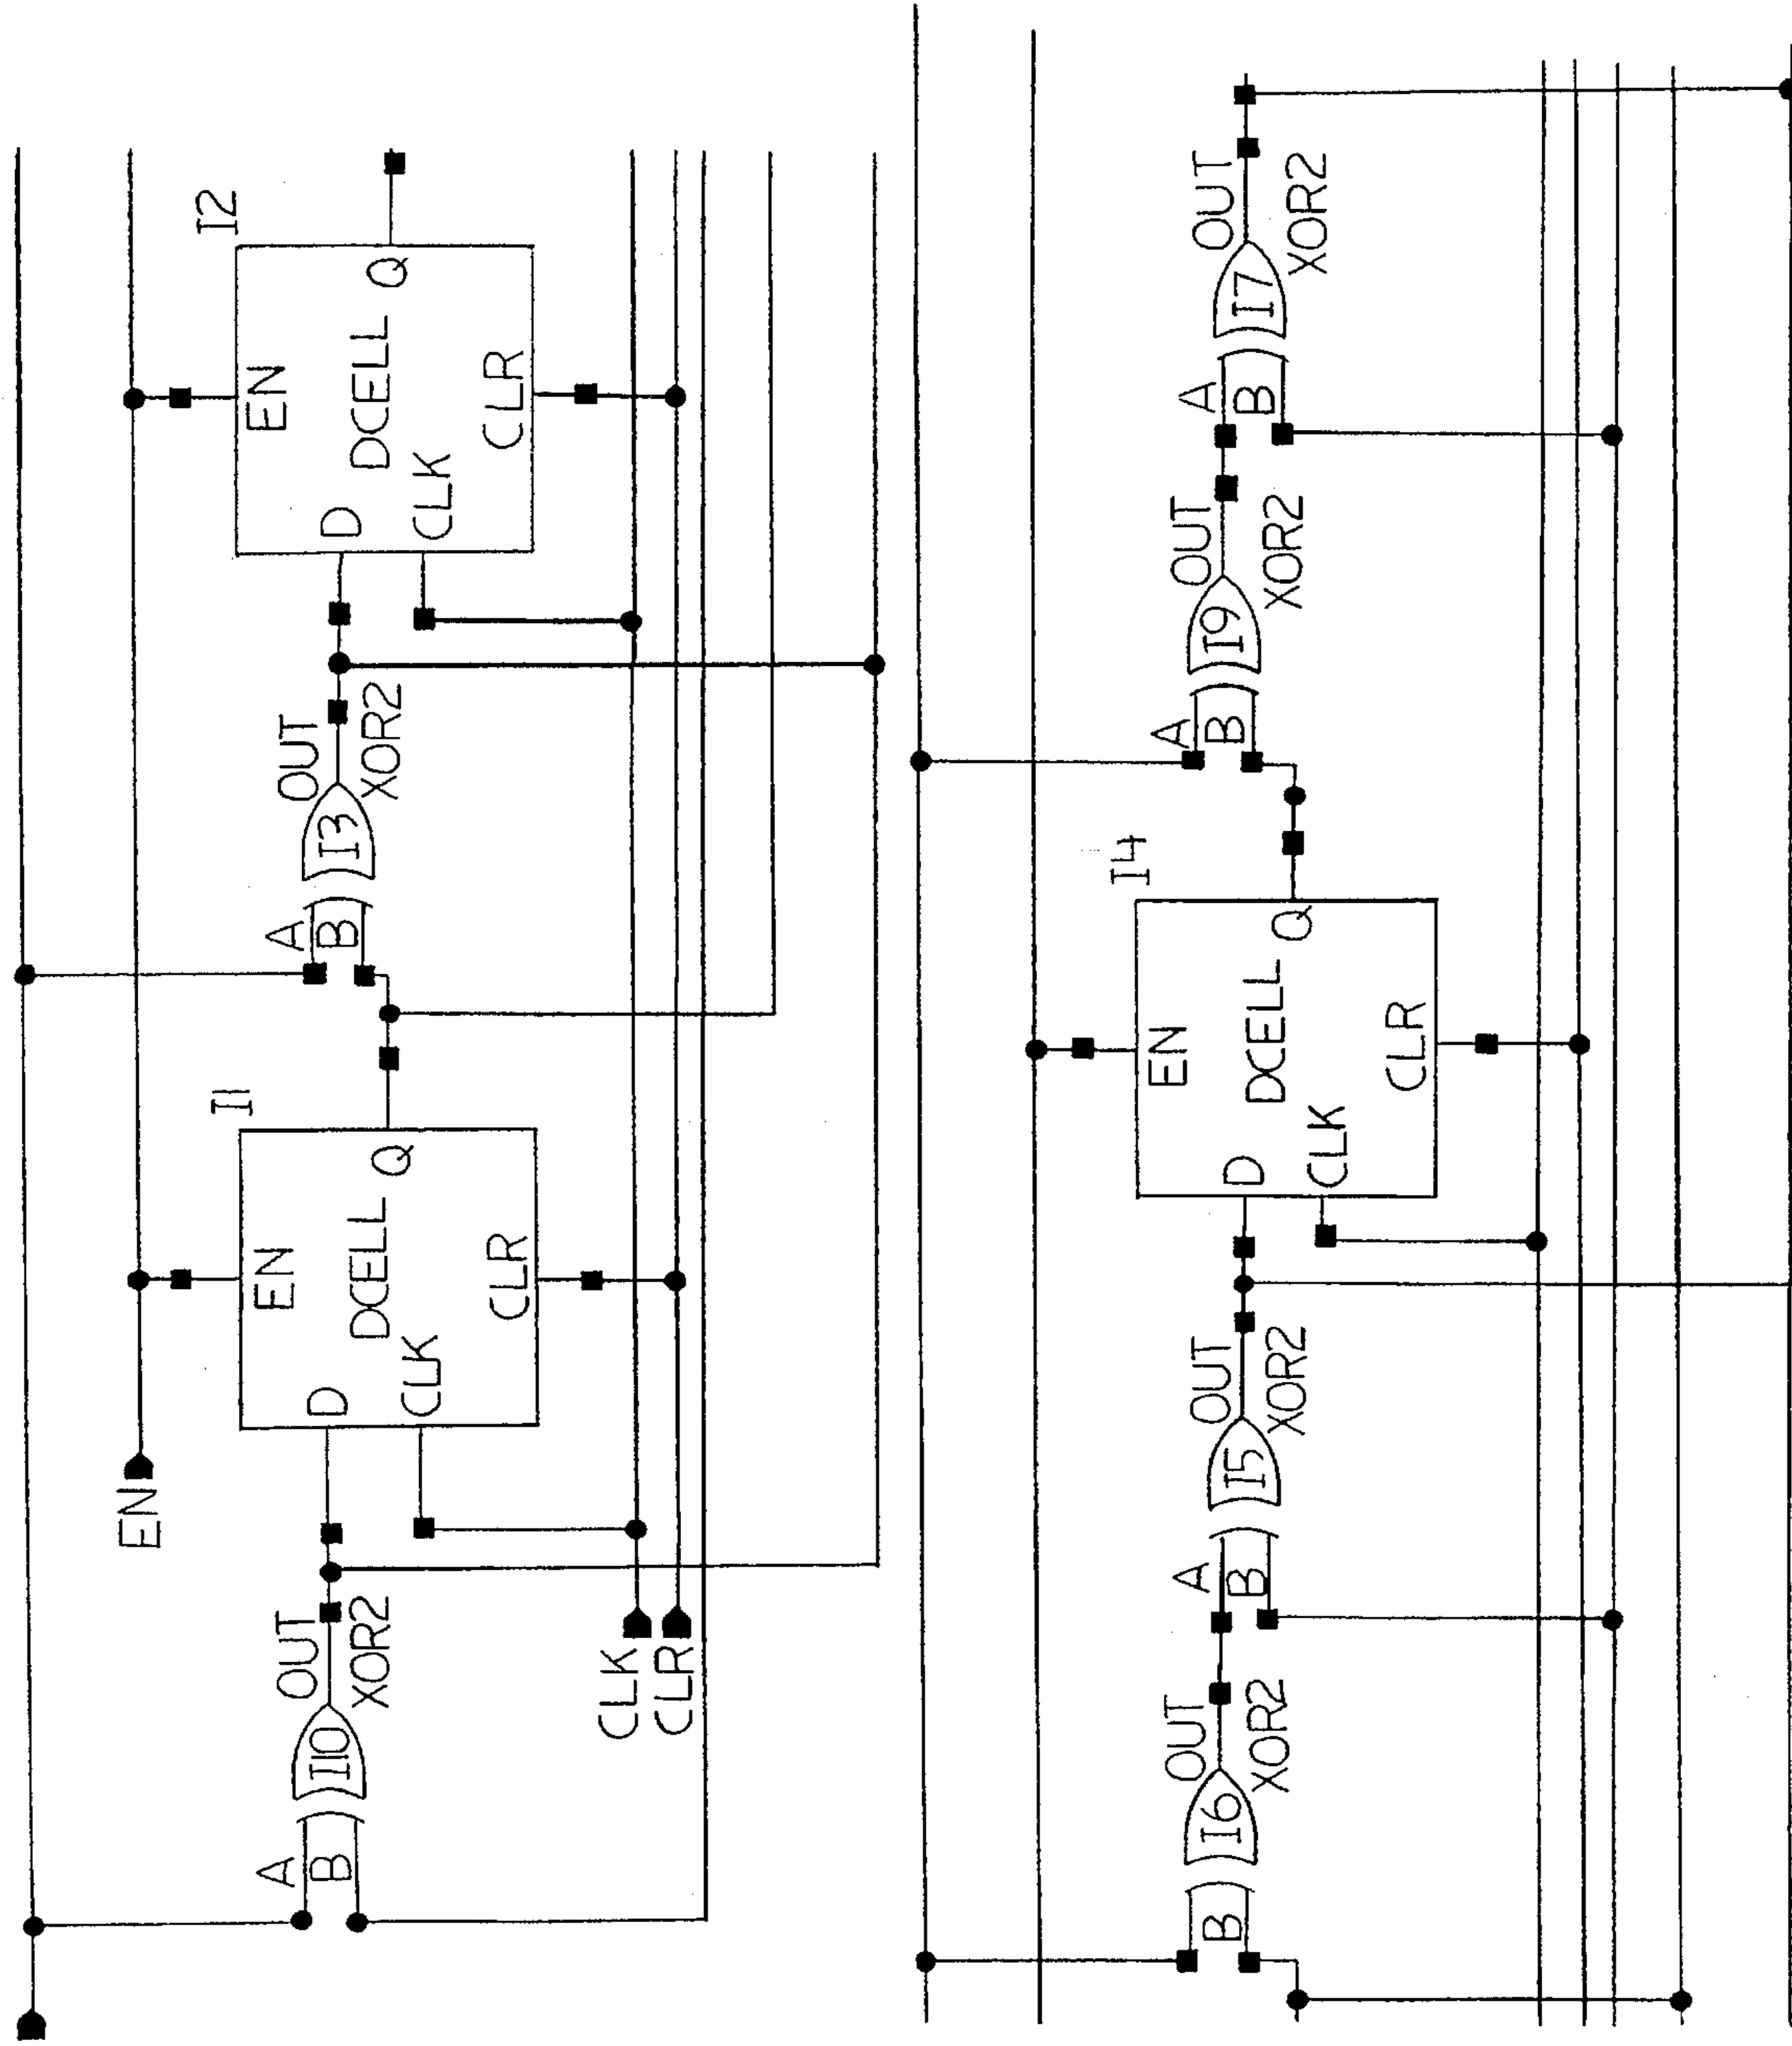 I2
EN
D
DCELL
Q
CLK
CLR
OUT
I3
XOR2
A
B
I1
EN
D
DCELL
Q
CLK
CLR
EN
OUT
I10
XOR2
A
B
CLK
CLR
OUT
I7
XOR2
A
B
OUT
I9
XOR2
A
B
I4
EN
D
DCELL
Q
CLK
CLR
OUT
I5
XOR2
A
B
OUT
I6
XOR2
B